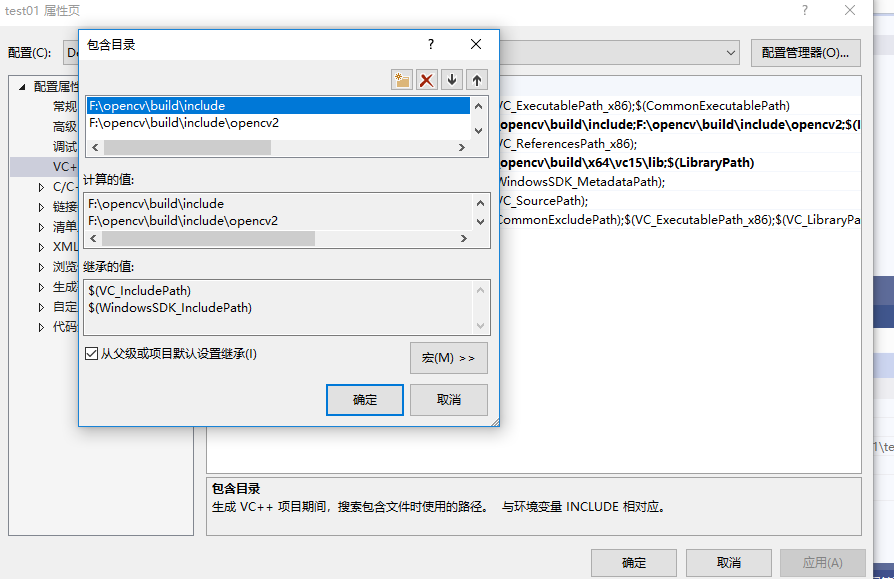 test01 属性页
配置(C):
配置管理器(O)...
包含目录
F:\opencv\build\include
F:\opencv\build\include\opencv2
计算的值:
F:\opencv\build\include
F:\opencv\build\include\opencv2
继承的值:
$(VC_IncludePath)
$(WindowsSDK_IncludePath)
从父级或项目默认设置继承(I)
宏(M) >>
确定
取消
配置属性
常规
高级
调试
VC+
C/C+
链接
清单
XML
浏览
生成
自定
代码
VC_ExecutablePath_x86);$(CommonExecutablePath)
opencv\build\include;F:\opencv\build\include\opencv2;$(I
VC_ReferencesPath_x86);
opencv\build\x64\vc15\lib;$(LibraryPath)
WindowsSDK_MetadataPath);
VC_SourcePath);
CommonExcludePath);$(VC_ExecutablePath_x86);$(VC_LibraryPa
包含目录
生成 VC++ 项目期间，搜索包含文件时使用的路径。 与环境变量 INCLUDE 相对应。
确定
取消
应用(A)
1\te